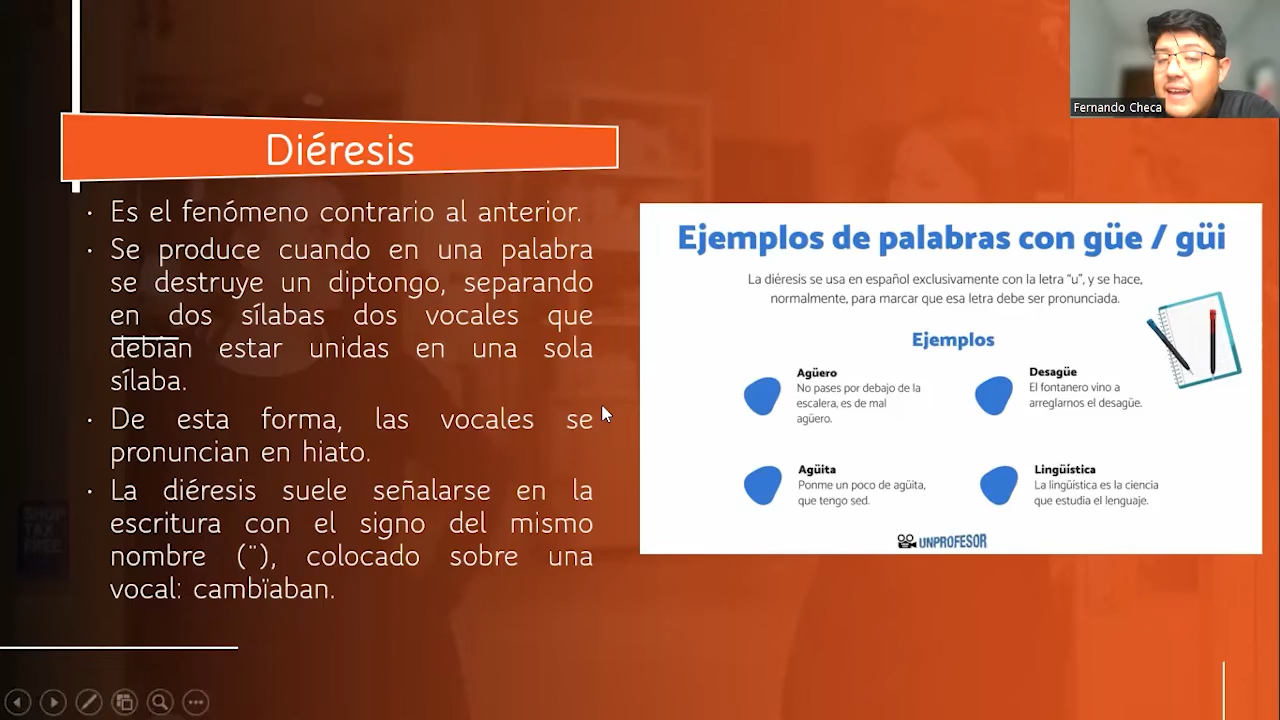 Fernando Checa
Diéresis
• Es el fenómeno contrario al anterior.
• Se produce cuando en una palabra
se destruye un diptongo, separando
en dos sílabas dos vocales que
debían estar unidas en una sola
sílaba.
• De esta forma, las vocales se
pronuncian en hiato.
• La diéresis suele señalarse en la
escritura con el signo del mismo
nombre (¨), colocado sobre una
vocal: cambïaban.
Ejemplos de palabras con güe / güi
La diéresis se usa en español exclusivamente con la letra “u”, y se hace,
normalmente, para marcar que esa letra debe ser pronunciada.
Ejemplos
Agüero
No pases por debajo de la
escalera, es de mal
agüero.
Desagüe
El fontanero vino a
arreglarnos el desagüe.
Agüita
Ponme un poco de agüita,
que tengo sed.
Lingüística
La lingüística es la ciencia
que estudia el lenguaje.
UNPROFESOR
SHOP
TAX
FREE